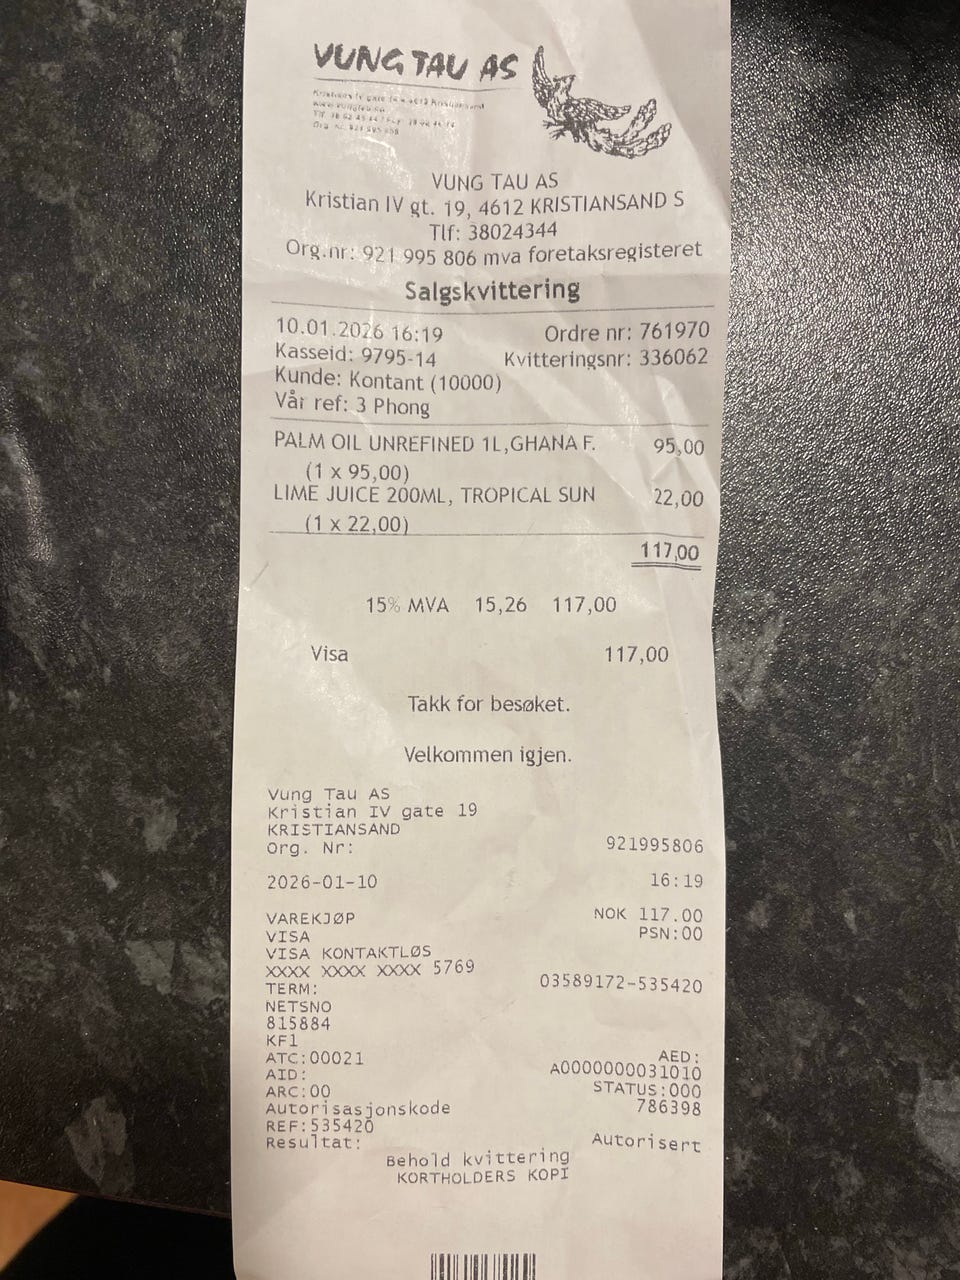 VUNG TAU AS
VUNG TAU AS
Kristian IV gt. 19, 4612 KRISTIANSAND S
Tlf: 38024344
Org.nr: 921 995 806 mva foretaksregisteret
Salgskvittering
10.01.2026 16:19 Ordre nr: 761970
Kasseid: 9795-14 Kvitteringsnr: 336062
Kunde: Kontant (10000)
Vår ref: 3 Phong
PALM OIL UNREFINED 1L,GHANA F. 95,00
(1 x 95,00)
LIME JUICE 200ML, TROPICAL SUN 22,00
(1 x 22,00)
117,00
15% MVA 15,26 117,00
Visa 117,00
Takk for besøket.
Velkommen igjen.
Vung Tau AS
Kristian IV gate 19
KRISTIANSAND
Org. Nr: 921995806
2026-01-10 16:19
VAREKJØP NOK 117.00
VISA PSN:00
VISA KONTAKTLØS
XXXX XXXX XXXX 5769
TERM: 03589172-535420
NETSNO
815884
KF1
ATC:00021 AED:
AID: A0000000031010
ARC:00 STATUS:000
Autorisasjonskode 786398
REF:535420
Resultat: Autorisert
Behold kvittering
KORTHOLDERS KOPI